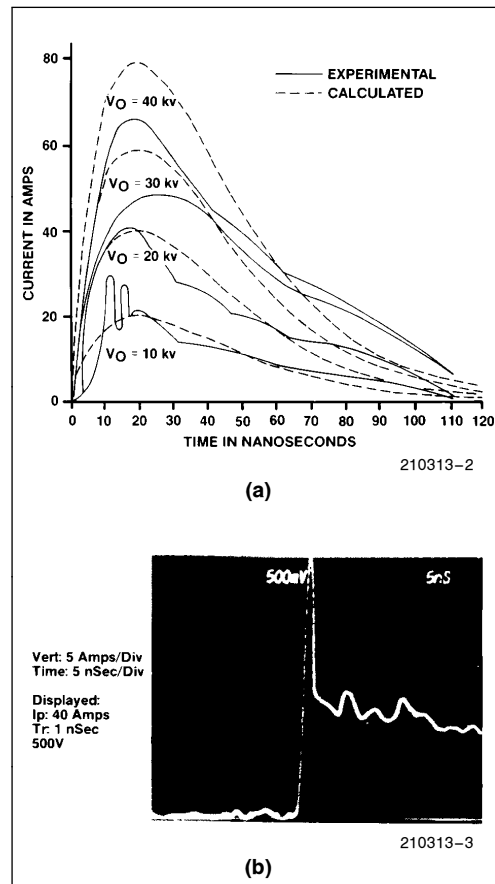 CURRENT IN AMPS
80
60
40
20
0
VO = 40 kv
VO = 30 kv
VO = 20 kv
VO = 10 kv
EXPERIMENTAL
CALCULATED
0 10 20 30 40 50 60 70 80 90 100 110 120
TIME IN NANOSECONDS
210313–2
(a)
Vert: 5 Amps/Div
Time: 5 nSec/Div
Displayed:
Ip: 40 Amps
Tr: 1 nSec
500V
500mV 5nS
210313–3
(b)